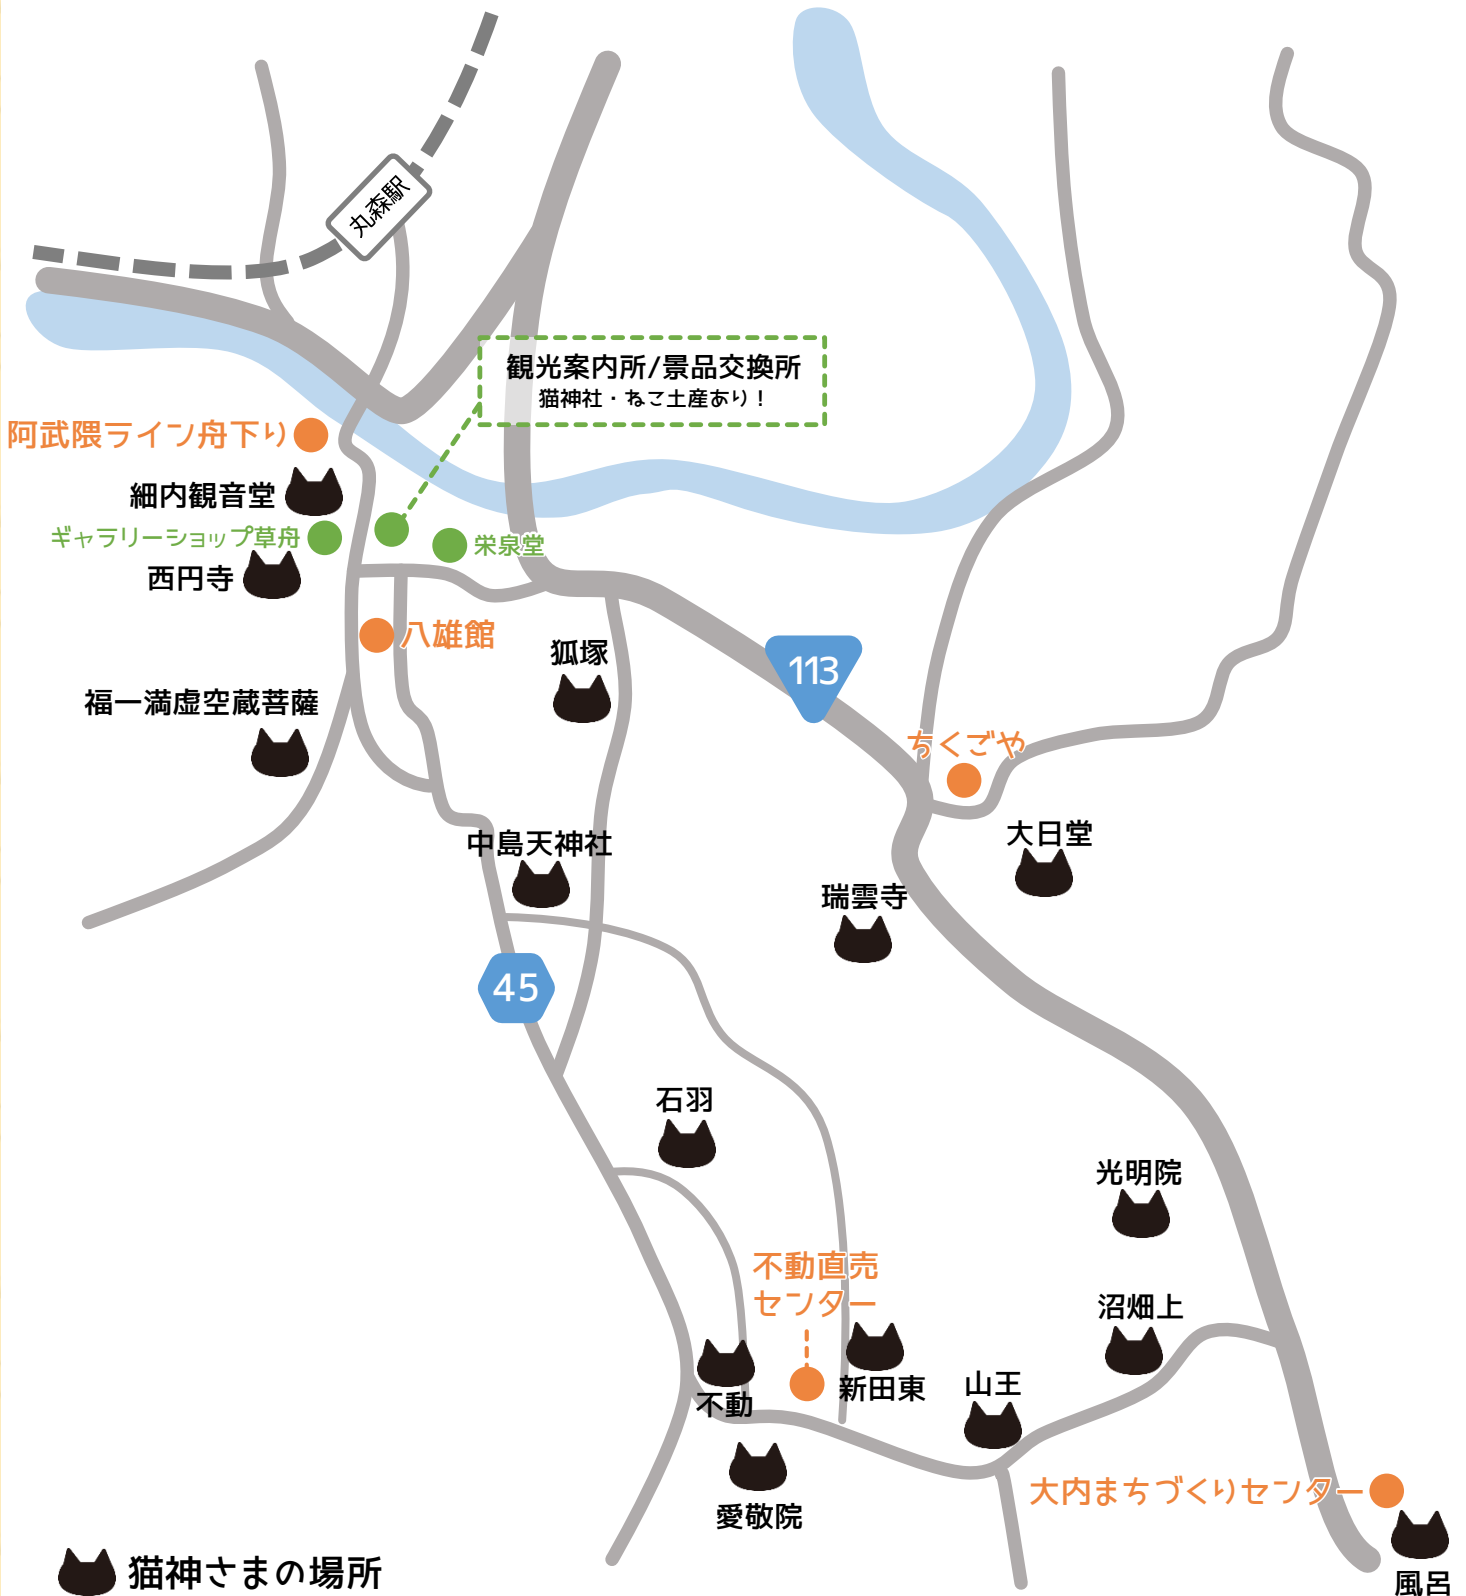 丸森駅
観光案内所/景品交換所
猫神社・ねこ土産あり！
阿武隈ライン舟下り
細内観音堂
ギャラリーショップ草舟
栄泉堂
西円寺
八雄館
狐塚
113
福一満虚空蔵菩薩
ちくごや
中島天神社
大日堂
瑞雲寺
45
石羽
光明院
不動直売
センター
沼畑上
新田東
山王
不動
大内まちづくりセンター
愛敬院
猫神さまの場所
風呂